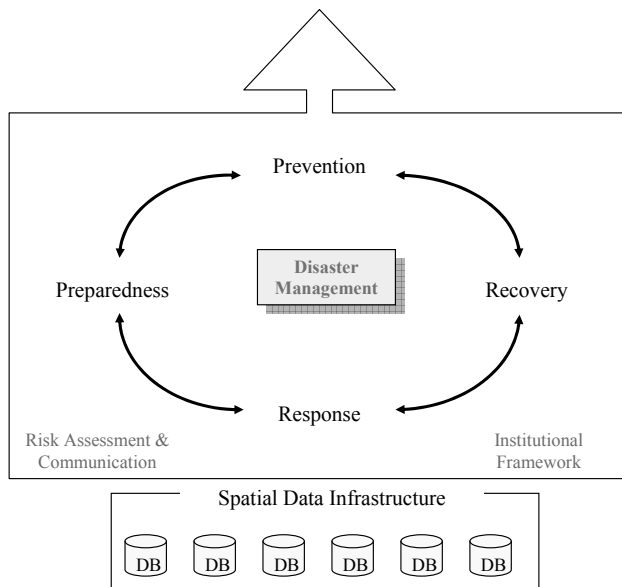 Prevention
Disaster
Management
Preparedness
Recovery
Response
Risk Assessment &
Communication
Institutional
Framework
Spatial Data Infrastructure
DB DB DB DB DB DB